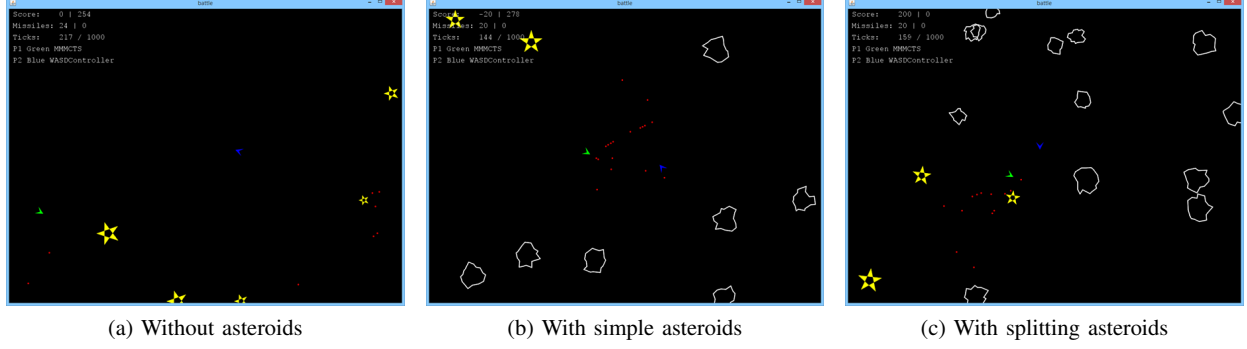 battle
Score: 0 | 254
Missiles: 24 | 0
Ticks: 217 / 1000
P1 Green MMMCTS
P2 Blue WASDController
battle
Score: -20 | 278
Missiles: 20 | 0
Ticks: 144 / 1000
P1 Green MMMCTS
P2 Blue WASDController
battle
Score: 200 | 0
Missiles: 20 | 0
Ticks: 159 / 1000
P1 Green MMMCTS
P2 Blue WASDController
(a) Without asteroids
(b) With simple asteroids
(c) With splitting asteroids